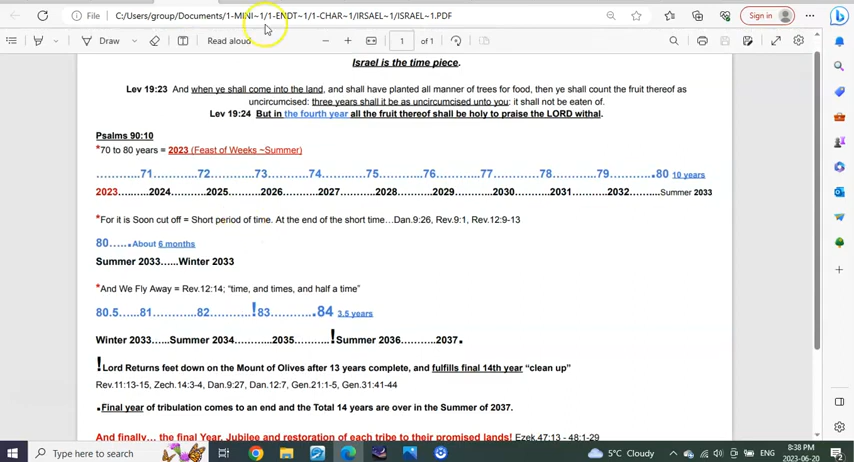 File C:/Users/group/Documents/1-MINI~1/1-ENDT~1/1-CHAR~1/IRSAEL~1/ISRAEL~1.PDF Sign in
Draw Read aloud 1 of 1
Israel is the time piece.
Lev 19:23 And when ye shall come into the land, and shall have planted all manner of trees for food, then ye shall count the fruit thereof as
uncircumcised: three years shall it be as uncircumcised unto you: it shall not be eaten of.
Lev 19:24 But in the fourth year all the fruit thereof shall be holy to praise the LORD withal.
Psalms 90:10
*70 to 80 years = 2023 (Feast of Weeks ~Summer)
………..71………..72………..73………..74………..75………..76………..77………..78………..79………..80 10 years
2023…..…2024………2025………2026………2027………2028………2029………2030………2031………2032………Summer 2033
*For it is Soon cut off = Short period of time. At the end of the short time…Dan.9:26, Rev.9:1, Rev.12:9-13
80…...About 6 months
Summer 2033…...Winter 2033
*And We Fly Away = Rev.12:14; “time, and times, and half a time”
80.5…...81………..82………..!83………..84 3.5 years
Winter 2033…...Summer 2034………..2035………..!Summer 2036………..2037.
!Lord Returns feet down on the Mount of Olives after 13 years complete, and fulfills final 14th year “clean up”
Rev.11:13-15, Zech.14:3-4, Dan.9:27, Dan.12:7, Gen.21:1-5, Gen.31:41-44
.Final year of tribulation comes to an end and the Total 14 years are over in the Summer of 2037.
And finally… the final Year, Jubilee and restoration of each tribe to their promised lands! Ezek.47:13 - 48:1-29
Type here to search 5°C Cloudy ENG 8:38 PM
2023-06-20